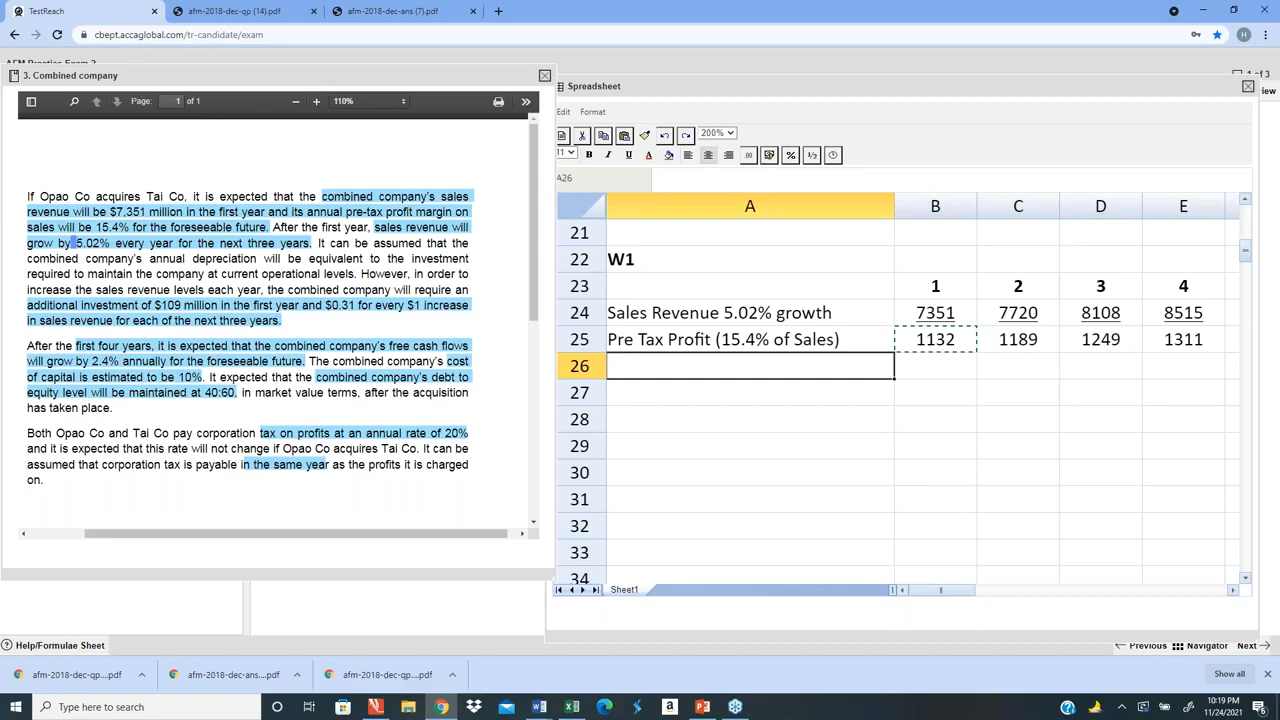 TestReach
afm-2018-dec-qp (14).pdf
afm-2018-dec-ans (7).pdf
cbept.accaglobal.com/tr-candidate/exam
H
1 of 3
3. Combined company
Page: 1 of 1
110%
If Opao Co acquires Tai Co, it is expected that the combined company's sales
revenue will be $7,351 million in the first year and its annual pre-tax profit margin on
sales will be 15.4% for the foreseeable future. After the first year, sales revenue will
grow by 5.02% every year for the next three years. It can be assumed that the
combined company's annual depreciation will be equivalent to the investment
required to maintain the company at current operational levels. However, in order to
increase the sales revenue levels each year, the combined company will require an
additional investment of $109 million in the first year and $0.31 for every $1 increase
in sales revenue for each of the next three years.
After the first four years, it is expected that the combined company's free cash flows
will grow by 2.4% annually for the foreseeable future. The combined company's cost
of capital is estimated to be 10%. It expected that the combined company's debt to
equity level will be maintained at 40:60, in market value terms, after the acquisition
has taken place.
Both Opao Co and Tai Co pay corporation tax on profits at an annual rate of 20%
and it is expected that this rate will not change if Opao Co acquires Tai Co. It can be
assumed that corporation tax is payable in the same year as the profits it is charged
on.
Spreadsheet
Edit Format
200%
11 B I U A .00 % 1/2
A26
A B C D E
21
22 W1
23 1 2 3 4
24 Sales Revenue 5.02% growth 7351 7720 8108 8515
25 Pre Tax Profit (15.4% of Sales) 1132 1189 1249 1311
26
27
28
29
30
31
32
33
34
Sheet1
Help/Formulae Sheet
Previous Navigator Next
afm-2018-dec-qp....pdf
afm-2018-dec-ans....pdf
afm-2018-dec-qp....pdf
Show all
Type here to search
10:19 PM
11/24/2021